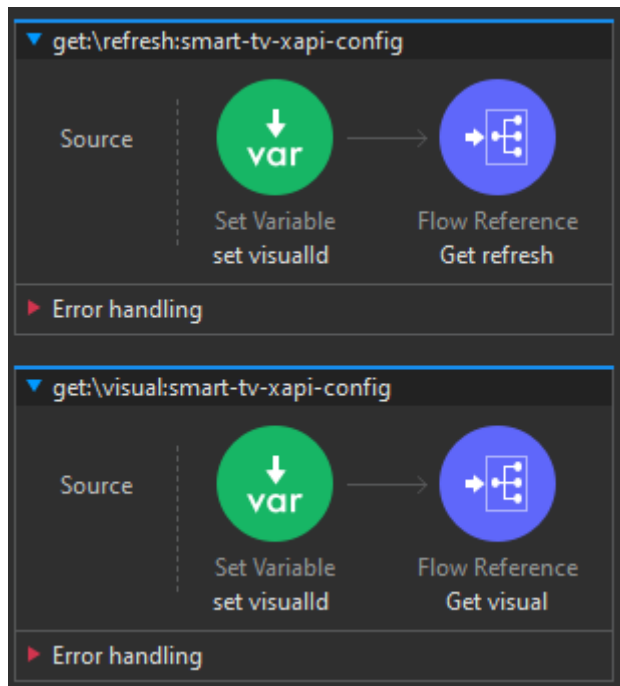 get:\refresh:smart-tv-xapi-config
Source
var
Set Variable
set visualId
Flow Reference
Get refresh
Error handling
get:\visual:smart-tv-xapi-config
Source
var
Set Variable
set visualId
Flow Reference
Get visual
Error handling